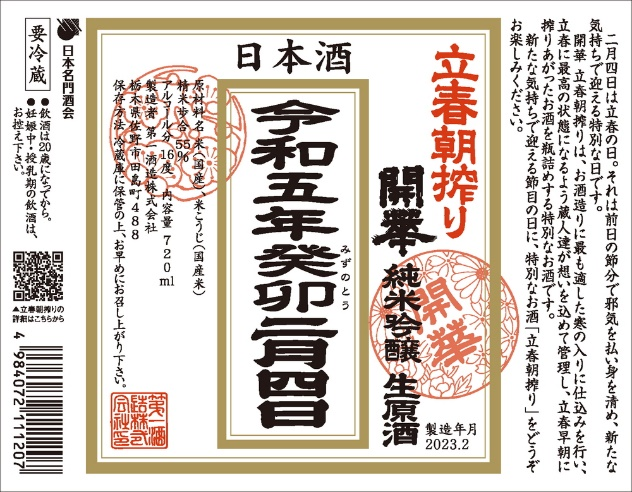 二月四日は立春の日。それは前日の節分で邪気を払い身を清め、新たな
気持ちで迎える特別な日です。
開華 立春朝搾りは、お酒造りに最も適した寒の入りに仕込みを行い、
立春に最高の状態になるよう蔵人達が想いを込めて管理し、立春早朝に
搾りあがったお酒を瓶詰めする特別なお酒です。
新たな気持ちで迎える節目の日に、特別なお酒「立春朝搾り」をどうぞ
お楽しみください。
日本酒
立春朝搾り
開華 純米吟醸 生原酒
開華
製造年月
2023.2
令和五年癸卯二月四日
みずのとう
原材料名 米(国産)・米こうじ(国産米)
精米歩合 55%
アルコール分 16度 内容量 720ml
製造者 第一酒造株式会社
栃木県佐野市田島町488
保存方法 冷蔵庫に保管の上、お早めにお召し上がり下さい。
第一酒
造株式
会社印
日本名門酒会
要冷蔵
●飲酒は20歳になってから。
●妊娠中・授乳期の飲酒は、
お控え下さい。
▲立春朝搾りの
詳細はこちらから
4 984072 111207